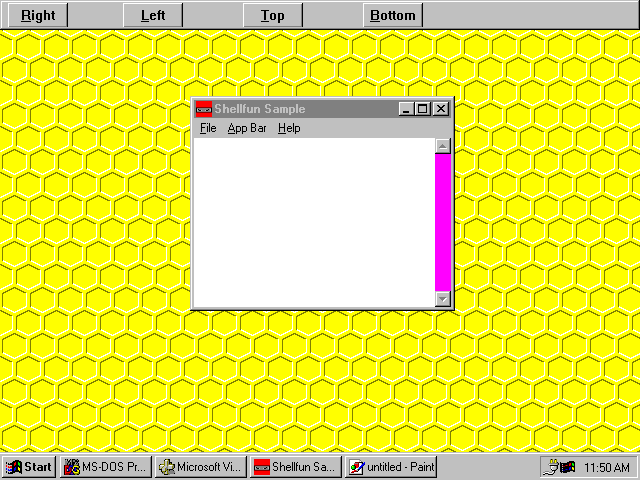 Right Left Top Bottom
Shellfun Sample
File App Bar Help
Start MS-DOS Pr... Microsoft Vi... Shellfun Sa... untitled - Paint 11:50 AM